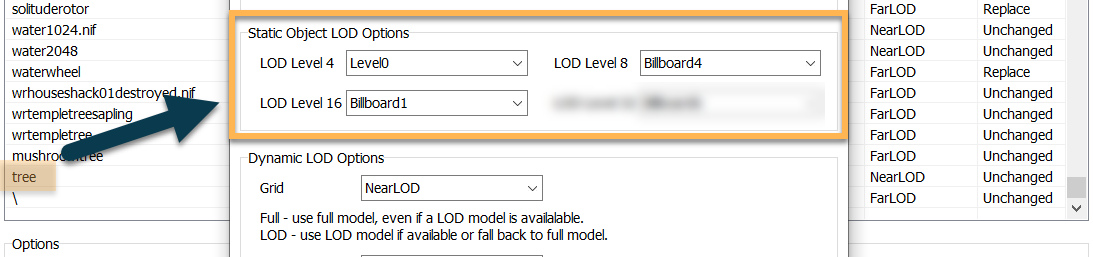 solituderotor FarLOD Replace
Static Object LOD Options
water1024.nif NearLOD Unchanged
water2048 NearLOD Unchanged
LOD Level 4 Level0 LOD Level 8 Billboard4
waterwheel FarLOD Replace
wrhouseshack01destroyed.nif FarLOD Unchanged
LOD Level 16 Billboard1
wrtempletreesapling FarLOD Unchanged
wrtempletree FarLOD Unchanged
FarLOD Unchanged
Dynamic LOD Options
tree NearLOD Unchanged
Grid NearLOD
\ FarLOD Unchanged
Full - use full model, even if a LOD model is availalable.
LOD - use LOD model if available or fall back to full model.
Options